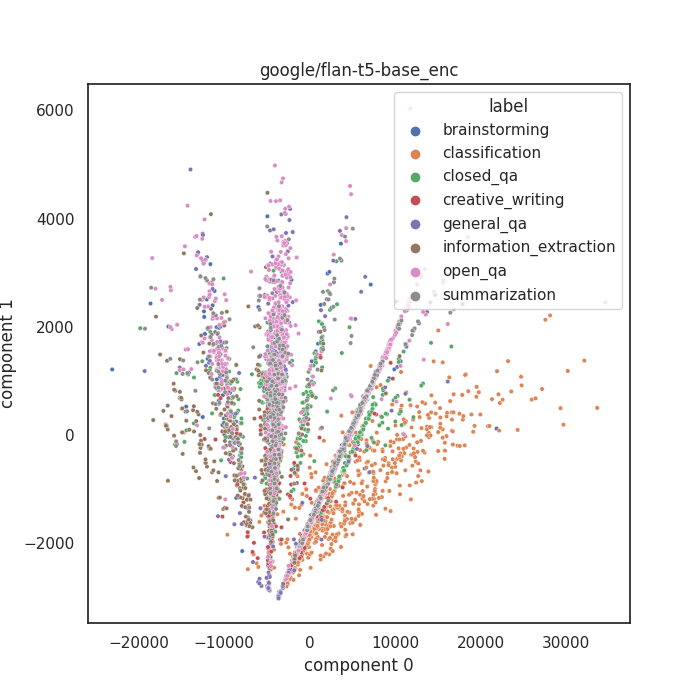 google/flan-t5-base_enc
6000
4000
2000
0
−2000
component 1
label
brainstorming
classification
closed_qa
creative_writing
general_qa
information_extraction
open_qa
summarization
−20000 −10000 0 10000 20000 30000
component 0